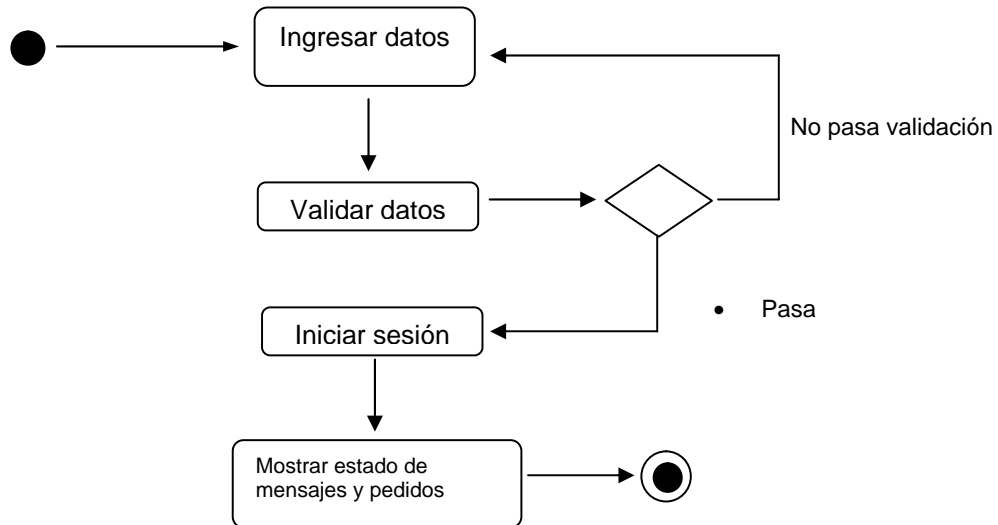 Ingresar datos
No pasa validación
Validar datos
• Pasa
Iniciar sesión
Mostrar estado de
mensajes y pedidos